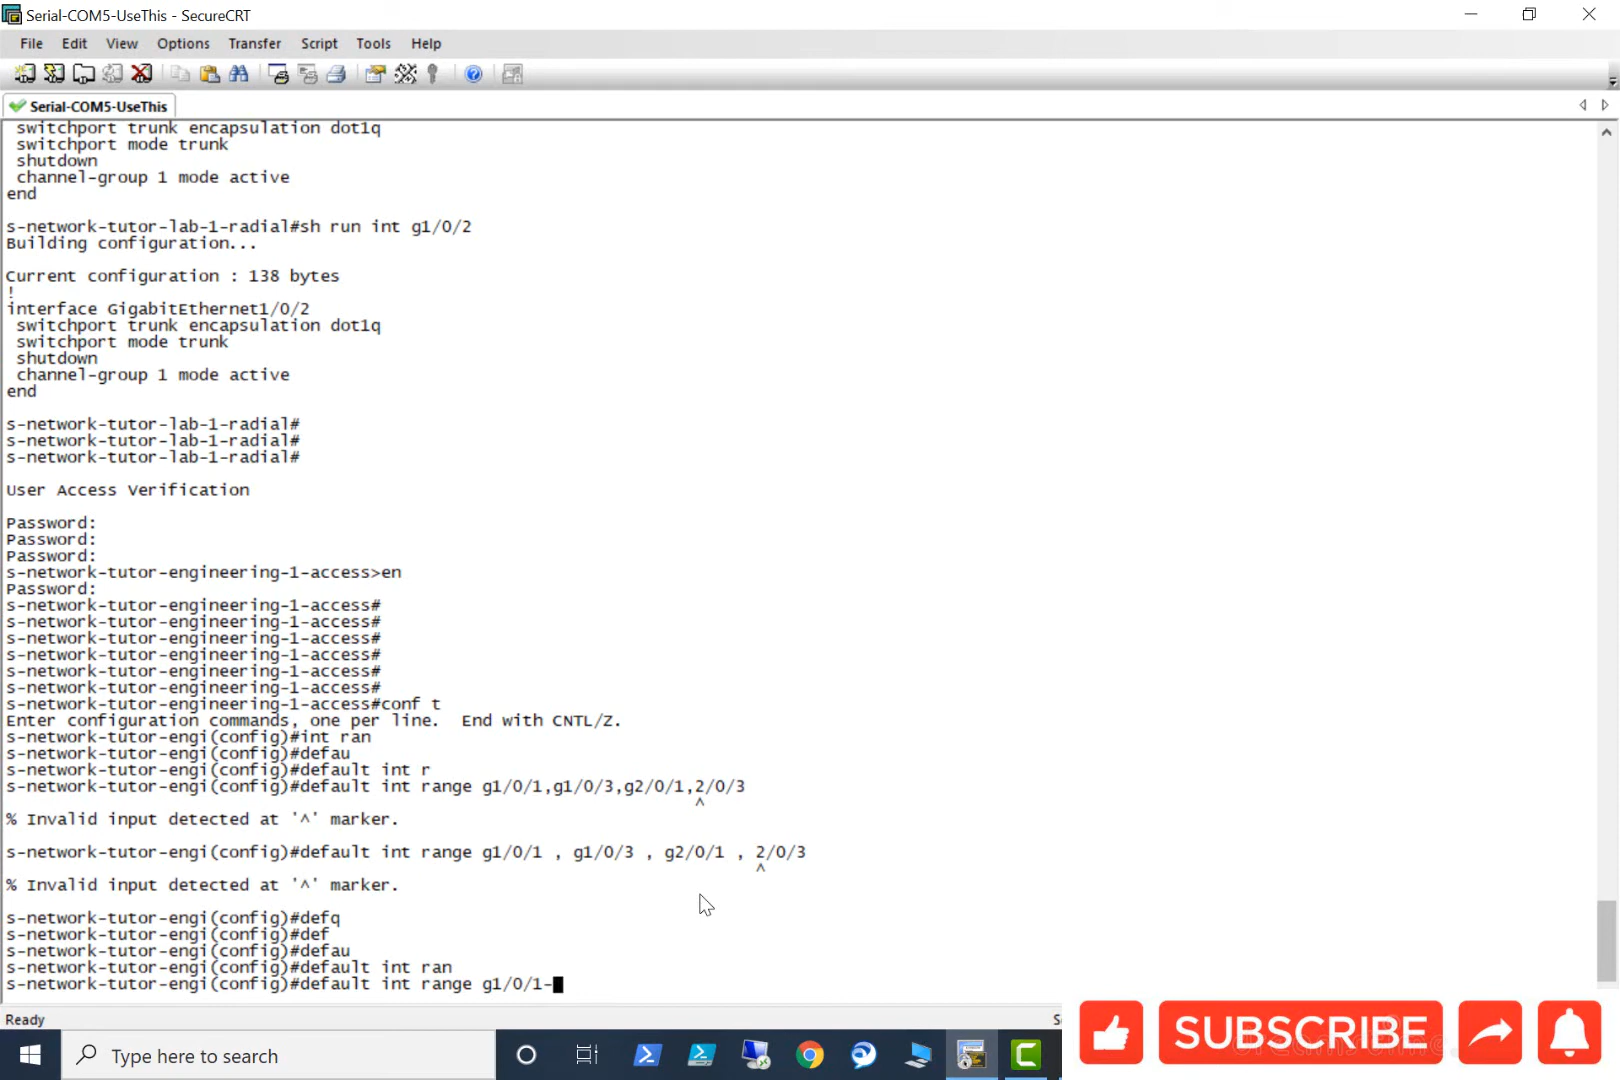 Serial-COM5-UseThis - SecureCRT
File Edit View Options Transfer Script Tools Help
Serial-COM5-UseThis
switchport trunk encapsulation dot1q
switchport mode trunk
shutdown
channel-group 1 mode active
end
s-network-tutor-lab-1-radial#sh run int g1/0/2
Building configuration...
Current configuration : 138 bytes
!
interface GigabitEthernet1/0/2
switchport trunk encapsulation dot1q
switchport mode trunk
shutdown
channel-group 1 mode active
end
s-network-tutor-lab-1-radial#
s-network-tutor-lab-1-radial#
s-network-tutor-lab-1-radial#
User Access Verification
Password:
Password:
Password:
s-network-tutor-engineering-1-access>en
Password:
s-network-tutor-engineering-1-access#
s-network-tutor-engineering-1-access#
s-network-tutor-engineering-1-access#
s-network-tutor-engineering-1-access#
s-network-tutor-engineering-1-access#
s-network-tutor-engineering-1-access#
s-network-tutor-engineering-1-access#conf t
Enter configuration commands, one per line.  End with CNTL/Z.
s-network-tutor-engi(config)#int ran
s-network-tutor-engi(config)#defau
s-network-tutor-engi(config)#default int r
s-network-tutor-engi(config)#default int range g1/0/1,g1/0/3,g2/0/1,2/0/3
^
% Invalid input detected at '^' marker.
s-network-tutor-engi(config)#default int range g1/0/1 , g1/0/3 , g2/0/1 , 2/0/3
^
% Invalid input detected at '^' marker.
s-network-tutor-engi(config)#defq
s-network-tutor-engi(config)#def
s-network-tutor-engi(config)#defau
s-network-tutor-engi(config)#default int ran
s-network-tutor-engi(config)#default int range g1/0/1-
Ready
SUBSCRIBE
Type here to search